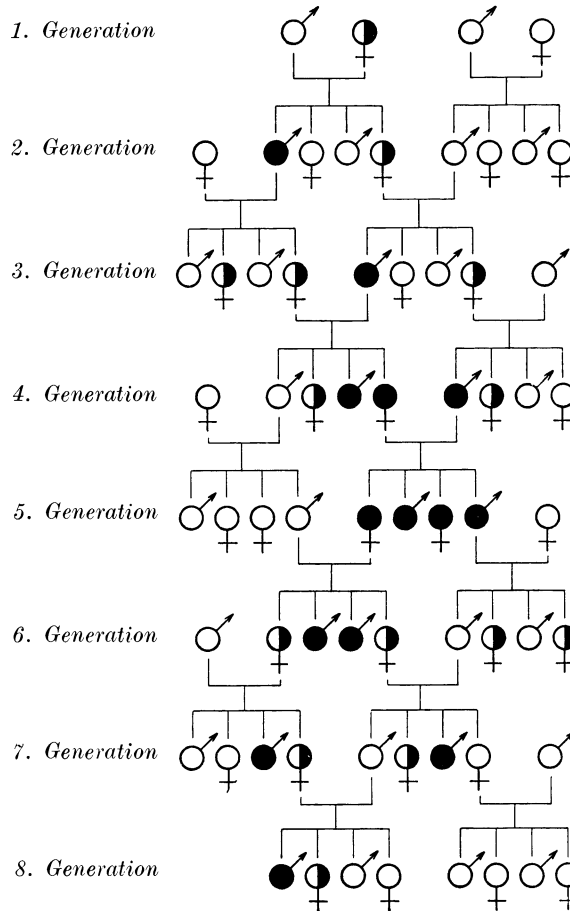 1. Generation
2. Generation
3. Generation
4. Generation
5. Generation
6. Generation
7. Generation
8. Generation